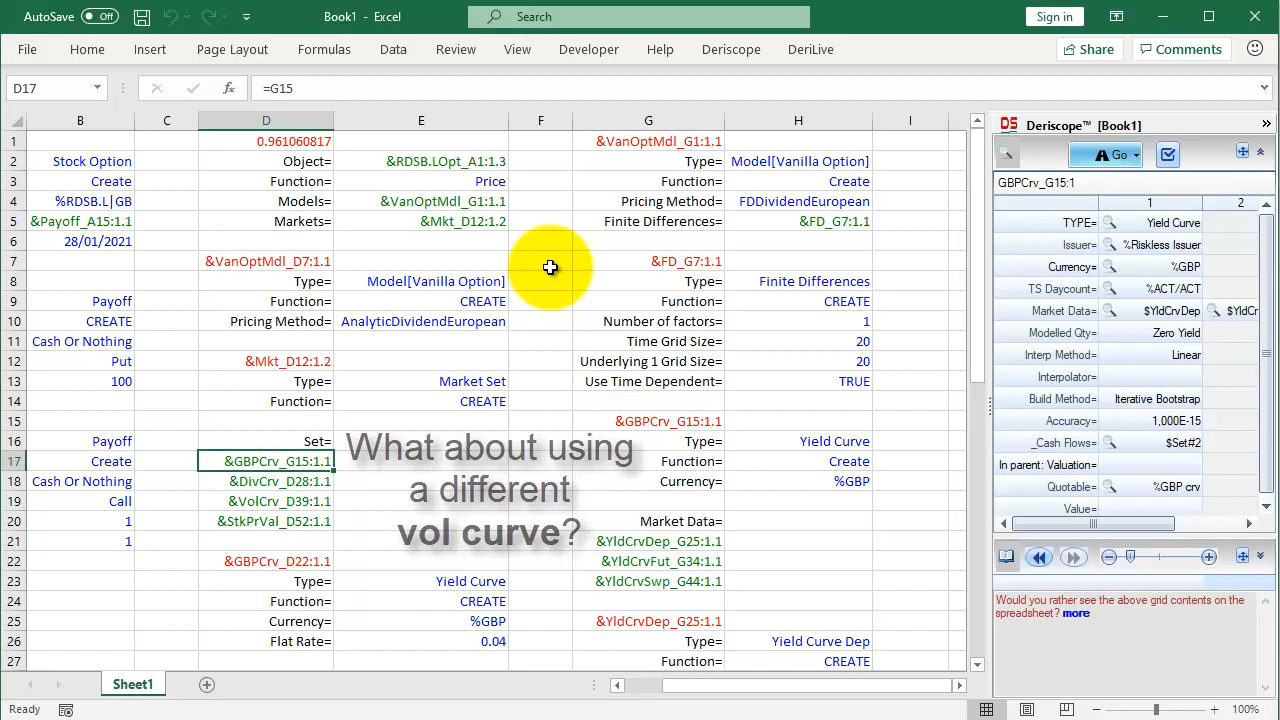 AutoSave Off Book1 - Excel Search Sign in
File Home Insert Page Layout Formulas Data Review View Developer Help Deriscope DeriLive Share Comments
D17 fx =G15
B C D E F G H I
1 0.961060817 &VanOptMdl_G1:1.1
2 Stock Option Object= &RDSB.LOpt_A1:1.3 Type= Model[Vanilla Option]
3 Create Function= Price Function= Create
4 %RDSB.L|GB Models= &VanOptMdl_G1:1.1 Pricing Method= FDDividendEuropean
5 &Payoff_A15:1.1 Markets= &Mkt_D12:1.2 Finite Differences= &FD_G7:1.1
6 28/01/2021
7 &VanOptMdl_D7:1.1 &FD_G7:1.1
8 Type= Model[Vanilla Option] Type= Finite Differences
9 Payoff Function= CREATE Function= CREATE
10 CREATE Pricing Method= AnalyticDividendEuropean Number of factors= 1
11 Cash Or Nothing Time Grid Size= 20
12 Put &Mkt_D12:1.2 Underlying 1 Grid Size= 20
13 100 Type= Market Set Use Time Dependent= TRUE
14 Function= CREATE
15 &GBPCrv_G15:1.1
16 Payoff Set= Type= Yield Curve
17 Create &GBPCrv_G15:1.1 Function= Create
18 Cash Or Nothing &DivCrv_D28:1.1 Currency= %GBP
19 Call &VolCrv_D39:1.1
20 1 &StkPrVal_D52:1.1 Market Data=
21 1 &YldCrvDep_G25:1.1
22 &GBPCrv_D22:1.1 &YldCrvFut_G34:1.1
23 Type= Yield Curve &YldCrvSwp_G44:1.1
24 Function= CREATE
25 Currency= %GBP &YldCrvDep_G25:1.1
26 Flat Rate= 0.04 Type= Yield Curve Dep
27 Function= CREATE
What about using
a different
vol curve?
Deriscope™ [Book1]
Go
GBPCrv_G15:1
1 2
TYPE= Yield Curve
Issuer= %Riskless Issuer
Currency= %GBP
TS Daycount= %ACT/ACT
Market Data= $YldCrvDep $YldCr
Modelled Qty= Zero Yield
Interp Method= Linear
Interpolator=
Build Method= Iterative Bootstrap
Accuracy= 1,000E-15
_Cash Flows= $Set#2
In parent: Valuation=
Quotable= %GBP crv
Value=
Would you rather see the above grid contents on the
spreadsheet? more
Sheet1
Ready 100%